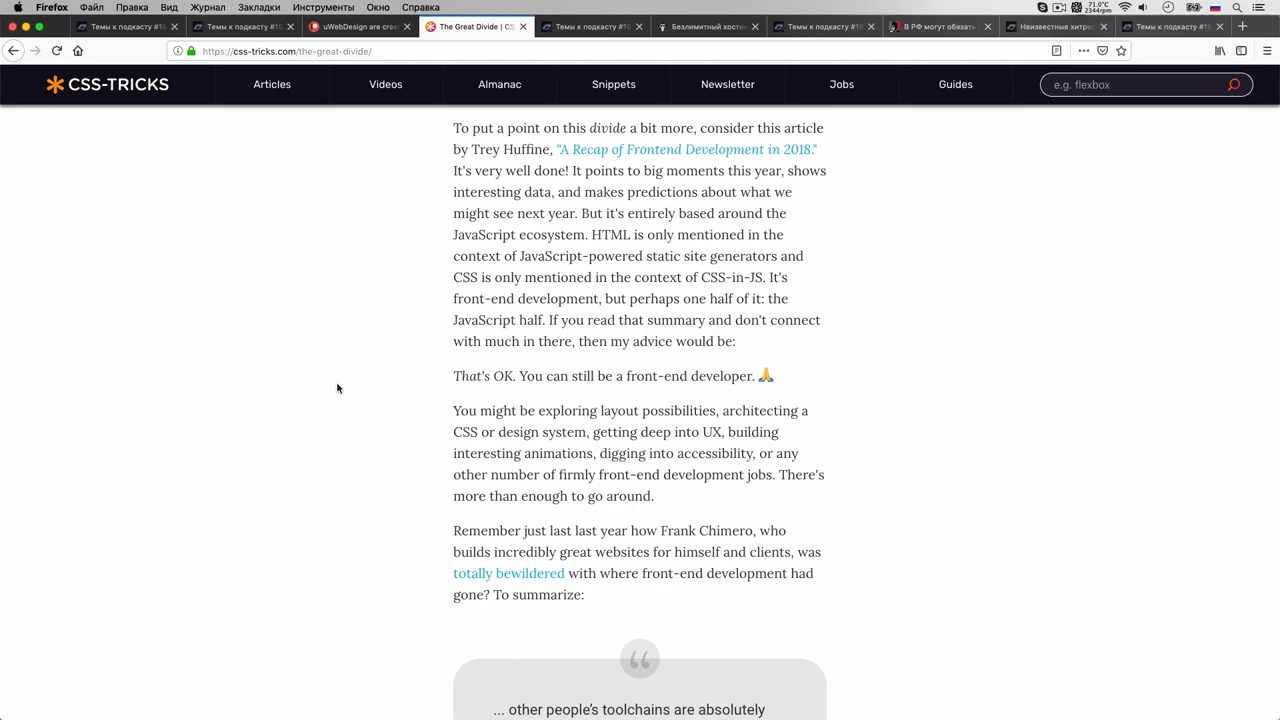 Firefox Файл Правка Вид Журнал Закладки Инструменты Окно Справка
71.0°C
2344rpm
Темы к подкасту #19
Темы к подкасту #19
uWebDesign are crea
The Great Divide | CS
Темы к подкасту #19
Безлимитный хости
Темы к подкасту #19
В РФ могут обязать
Неизвестные хитро
Темы к подкасту #19
https://css-tricks.com/the-great-divide/
CSS-TRICKS Articles Videos Almanac Snippets Newsletter Jobs Guides e.g. flexbox
To put a point on this divide a bit more, consider this article
by Trey Huffine, "A Recap of Frontend Development in 2018."
It's very well done! It points to big moments this year, shows
interesting data, and makes predictions about what we
might see next year. But it's entirely based around the
JavaScript ecosystem. HTML is only mentioned in the
context of JavaScript-powered static site generators and
CSS is only mentioned in the context of CSS-in-JS. It's
front-end development, but perhaps one half of it: the
JavaScript half. If you read that summary and don't connect
with much in there, then my advice would be:
That's OK. You can still be a front-end developer. 🙏
You might be exploring layout possibilities, architecting a
CSS or design system, getting deep into UX, building
interesting animations, digging into accessibility, or any
other number of firmly front-end development jobs. There's
more than enough to go around.
Remember just last last year how Frank Chimero, who
builds incredibly great websites for himself and clients, was
totally bewildered with where front-end development had
gone? To summarize:
... other people's toolchains are absolutely